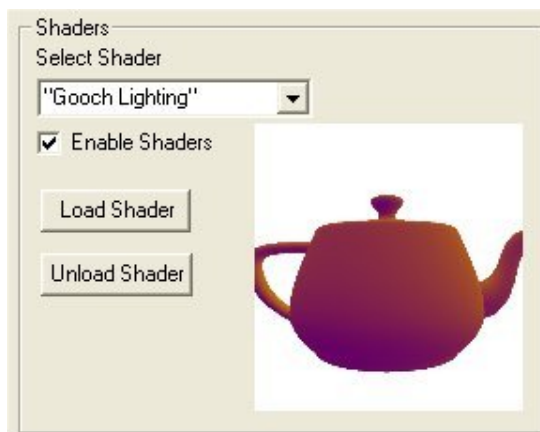 Shaders
Select Shader
"Gooch Lighting"
Enable Shaders
Load Shader
Unload Shader